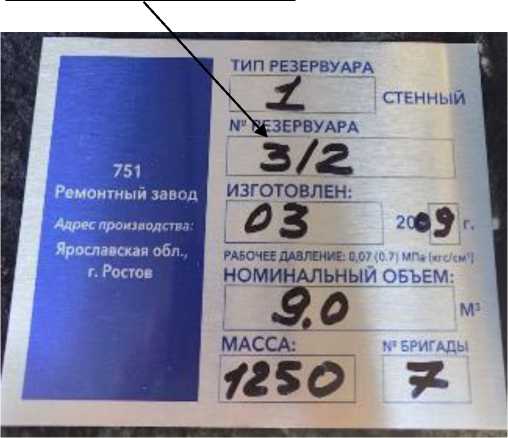 751
Ремонтный завод
Адрес производства:
Ярославская обл.,
г. Ростов
ТИП РЕЗЕРВУАРА
1 СТЕННЫЙ
№ РЕЗЕРВУАРА
3/2
ИЗГОТОВЛЕН:
03 2009 г.
РАБОЧЕЕ ДАВЛЕНИЕ: 0,07 (0.7) МПа (кгс/см²)
НОМИНАЛЬНЫЙ ОБЪЕМ:
9.0 М³
МАССА: № БРИГАДЫ
1250 7